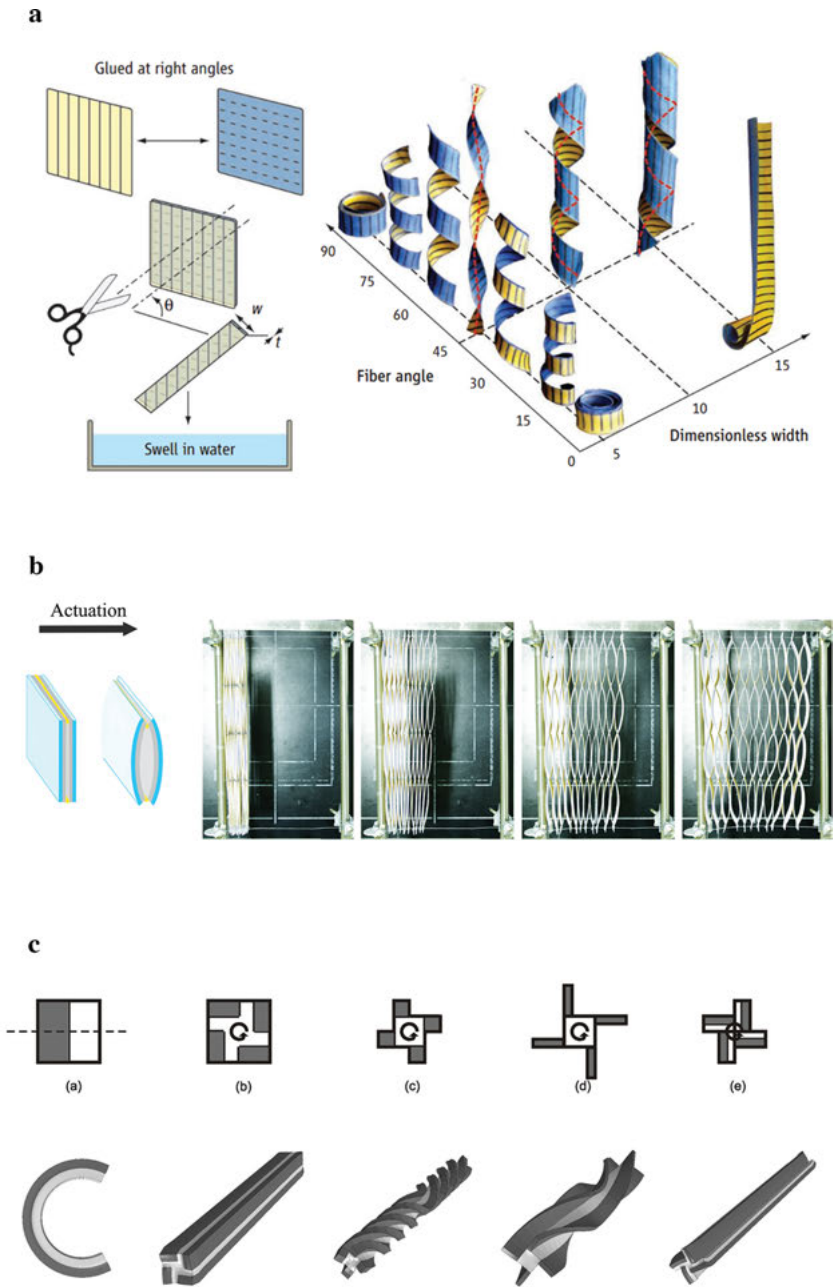 a
Glued at right angles
θ
w
t
Swell in water
90
75
60
45
30
15
0
Fiber angle
5
10
15
Dimensionless width
b
Actuation
c
(a)
(b)
(c)
(d)
(e)